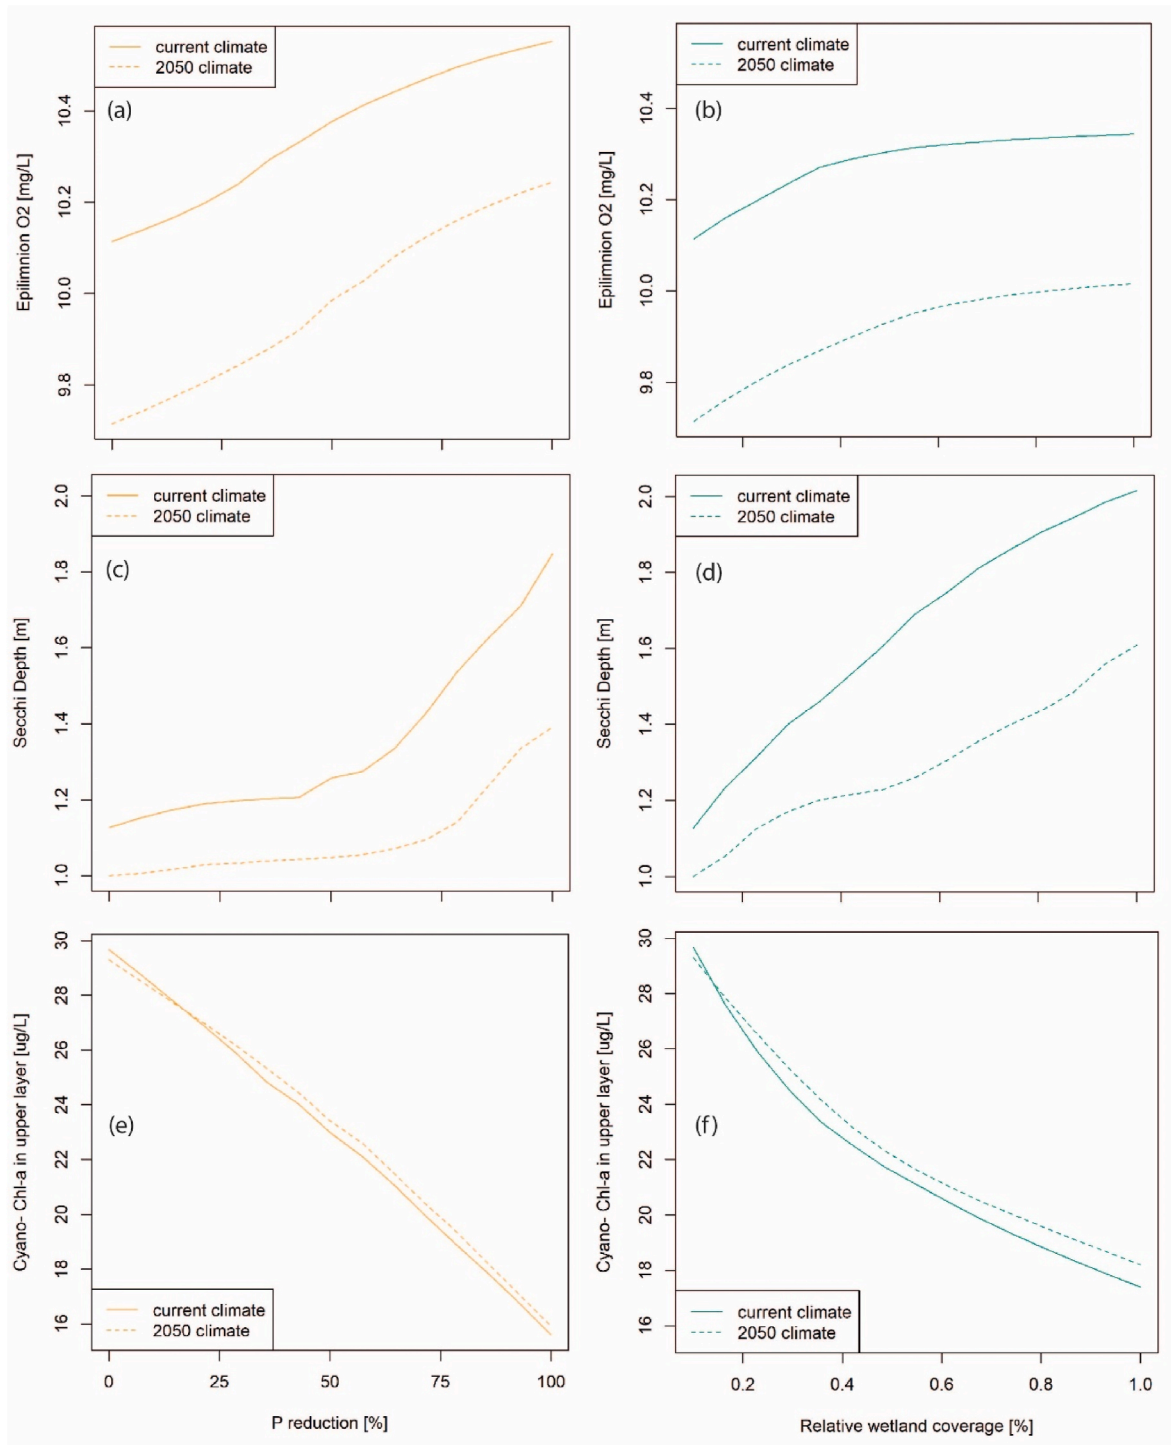 current climate
2050 climate
(a)
10.4
10.2
10.0
9.8
Epilimnion O2 [mg/L]
current climate
2050 climate
(b)
10.4
10.2
10.0
9.8
Epilimnion O2 [mg/L]
current climate
2050 climate
(c)
2.0
1.8
1.6
1.4
1.2
1.0
Secchi Depth [m]
current climate
2050 climate
(d)
2.0
1.8
1.6
1.4
1.2
1.0
Secchi Depth [m]
30
28
26
24
22
20
18
16
Cyano- Chl-a in upper layer [ug/L]
(e)
current climate
2050 climate
0 25 50 75 100
P reduction [%]
30
28
26
24
22
20
18
16
Cyano- Chl-a in upper layer [ug/L]
(f)
current climate
2050 climate
0.2 0.4 0.6 0.8 1.0
Relative wetland coverage [%]